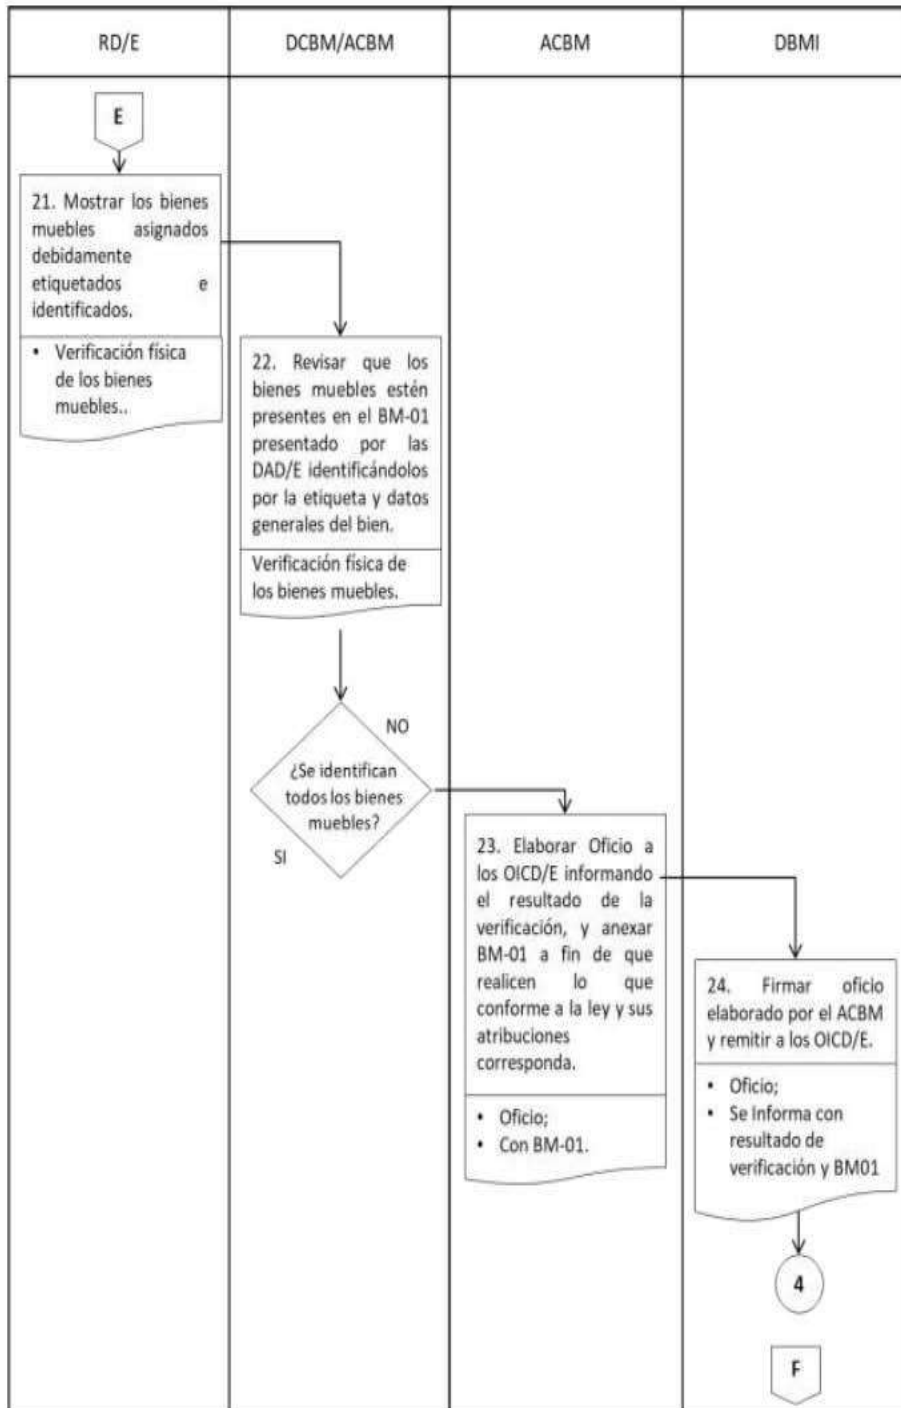 RD/E
DCBM/ACBM
ACBM
DBMI
E
21. Mostrar los bienes
muebles asignados
debidamente
etiquetados e
identificados.
• Verificación física
de los bienes
muebles..
22. Revisar que los
bienes muebles estén
presentes en el BM-01
presentado por las
DAD/E identificándolos
por la etiqueta y datos
generales del bien.
Verificación física de
los bienes muebles.
NO
¿Se identifican
todos los bienes
muebles?
SI
23. Elaborar Oficio a
los OICD/E informando
el resultado de la
verificación, y anexar
BM-01 a fin de que
realicen lo que
conforme a la ley y sus
atribuciones
corresponda.
• Oficio;
• Con BM-01.
24. Firmar oficio
elaborado por el ACBM
y remitir a los OICD/E.
• Oficio;
• Se Informa con
resultado de
verificación y BM01
4
F